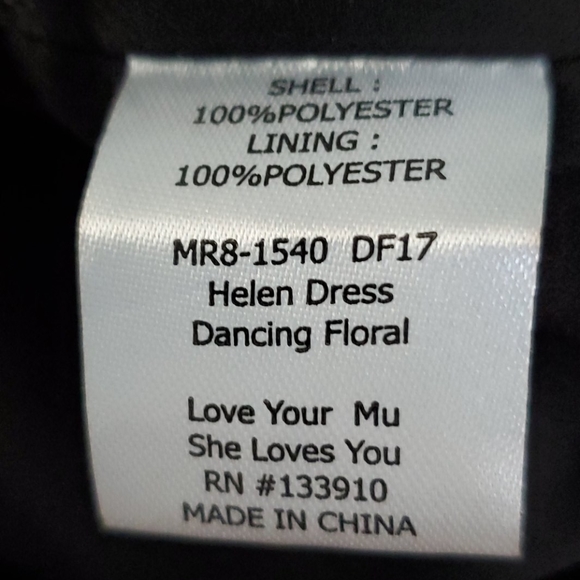 SHELL :
100%POLYESTER
LINING :
100%POLYESTER
MR8-1540 DF17
Helen Dress
Dancing Floral
Love Your Mu
She Loves You
RN #133910
MADE IN CHINA